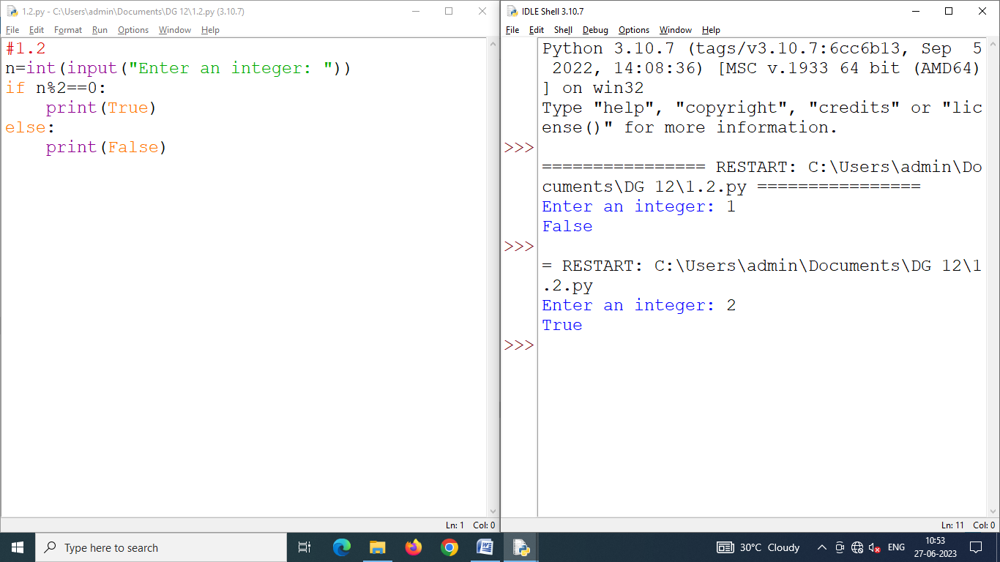 1.2.py - C:\Users\admin\Documents\DG 12\1.2.py (3.10.7)
File Edit Format Run Options Window Help
#1.2
n=int(input("Enter an integer: "))
if n%2==0:
    print(True)
else:
    print(False)
Ln: 1 Col: 0
IDLE Shell 3.10.7
File Edit Shell Debug Options Window Help
Python 3.10.7 (tags/v3.10.7:6cc6b13, Sep  5
 2022, 14:08:36) [MSC v.1933 64 bit (AMD64)
] on win32
Type "help", "copyright", "credits" or "lic
ense()" for more information.
>>>
================ RESTART: C:\Users\admin\Do
cuments\DG 12\1.2.py ================
Enter an integer: 1
False
>>>
= RESTART: C:\Users\admin\Documents\DG 12\1
.2.py
Enter an integer: 2
True
>>>
Ln: 11 Col: 0
Type here to search
30°C Cloudy
ENG
10:53
27-06-2023